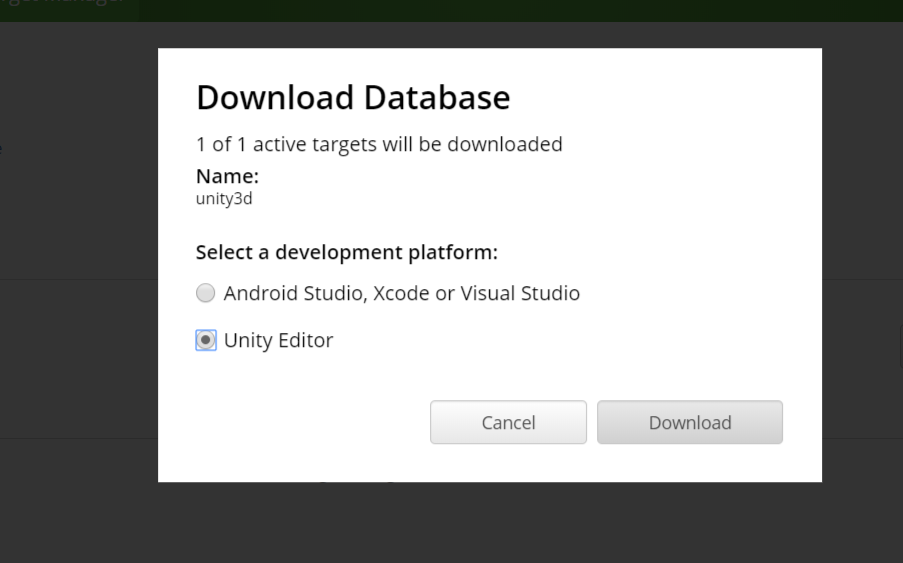 Download Database
1 of 1 active targets will be downloaded
Name:
unity3d
Select a development platform:
Android Studio, Xcode or Visual Studio
Unity Editor
Cancel
Download